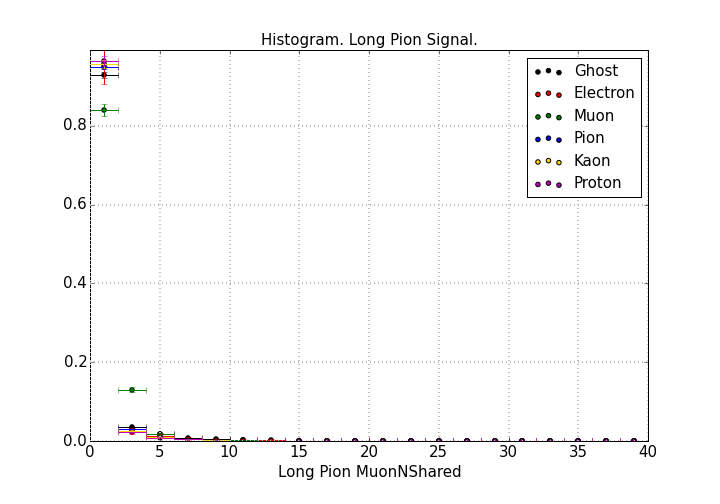 Histogram. Long Pion Signal.
Ghost
Electron
Muon
Pion
Kaon
Proton
0.8
0.6
0.4
0.2
0.0
0 5 10 15 20 25 30 35 40
Long Pion MuonNShared